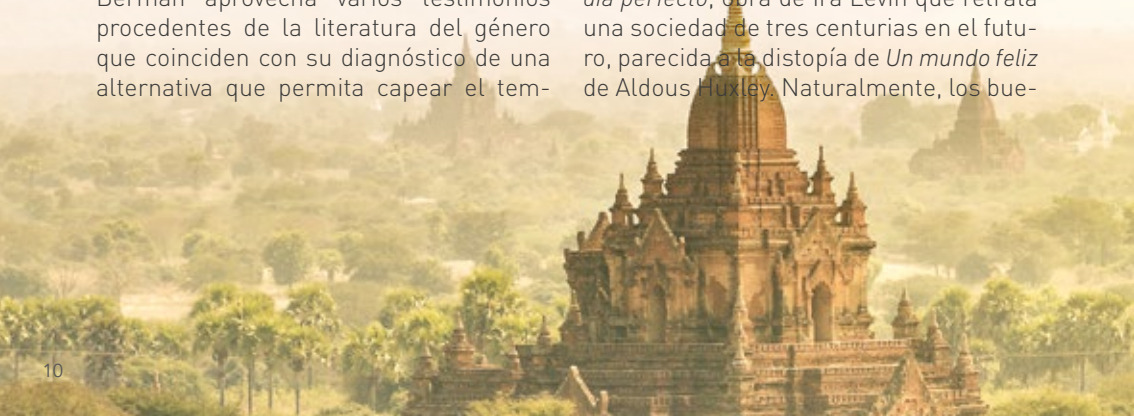 Berman aprovecha varios testimonios
procedentes de la literatura del género
que coinciden con su diagnóstico de una
alternativa que permita capear el tem-
día perfecto, obra de Ira Levin que retrata
una sociedad de tres centurias en el futu-
ro, parecida a la distopía de Un mundo feliz
de Aldous Huxley. Naturalmente, los bue-
10